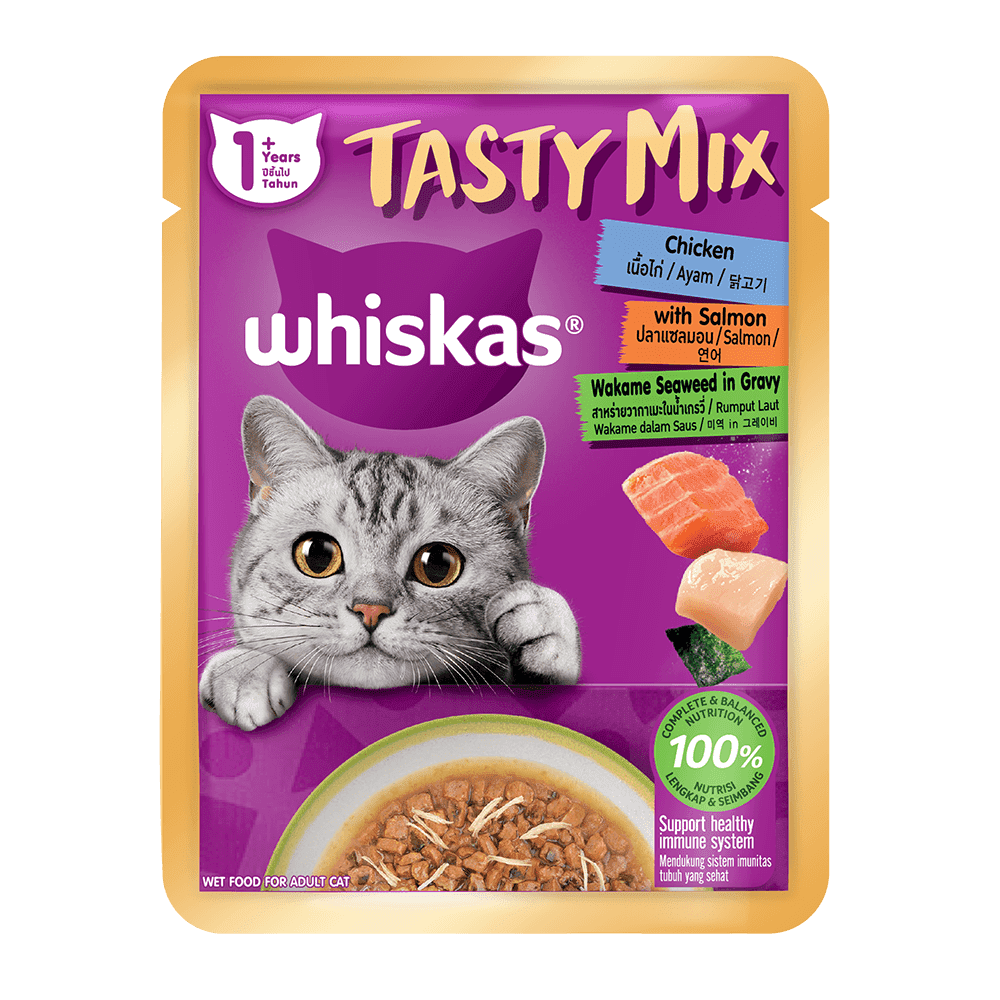 1+
Years
ปีขึ้นไป
Tahun
TASTY MIX
Chicken
เนื้อไก่ / Ayam / 닭고기
with Salmon
ปลาแซลมอน/Salmon/
연어
Wakame Seaweed in Gravy
สาหร่ายวากาเมะในน้ำเกรวี่ / Rumput Laut
Wakame dalam Saus / 미역 in 그레이비
whiskas®
COMPLETE & BALANCED
NUTRITION
100%
NUTRISI
LENGKAP & SEIMBANG
Support healthy
immune system
Mendukung sistem imunitas
tubuh yang sehat
WET FOOD FOR ADULT CAT